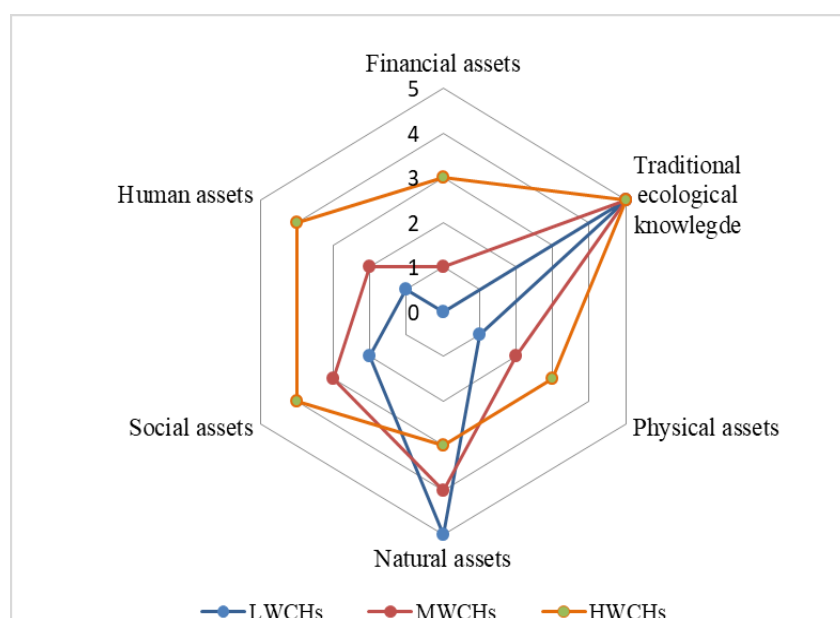 Financial assets
5
4
3
2
1
0
Traditional
ecological
knowlegde
Human assets
Social assets
Physical assets
Natural assets
LWCHs MWCHs HWCHs